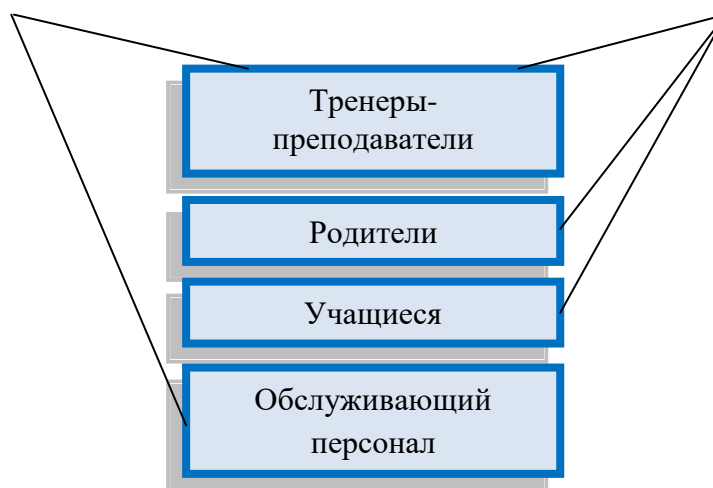 Тренеры-
преподаватели
Родители
Учащиеся
Обслуживающий
персонал